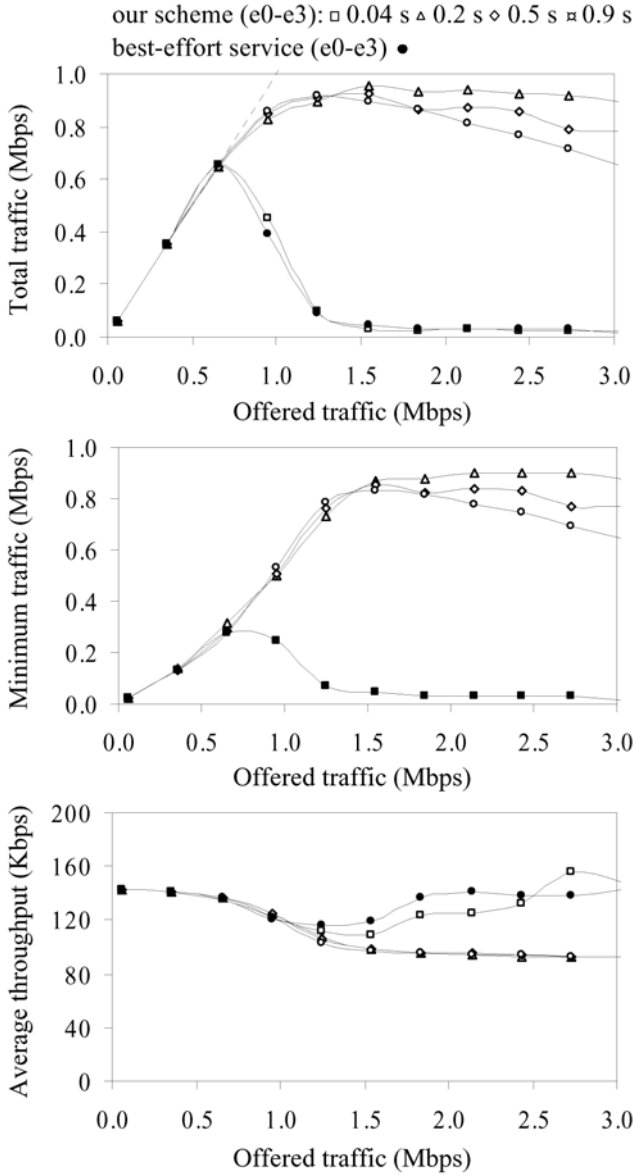 our scheme (e0-e3): □ 0.04 s △ 0.2 s ◇ 0.5 s ¤ 0.9 s
best-effort service (e0-e3) ●
Total traffic (Mbps)
1.0
0.8
0.6
0.4
0.2
0.0
0.0 0.5 1.0 1.5 2.0 2.5 3.0
Offered traffic (Mbps)
Minimum traffic (Mbps)
1.0
0.8
0.6
0.4
0.2
0.0
0.0 0.5 1.0 1.5 2.0 2.5 3.0
Offered traffic (Mbps)
Average throughput (Kbps)
200
160
120
80
40
0
0.0 0.5 1.0 1.5 2.0 2.5 3.0
Offered traffic (Mbps)